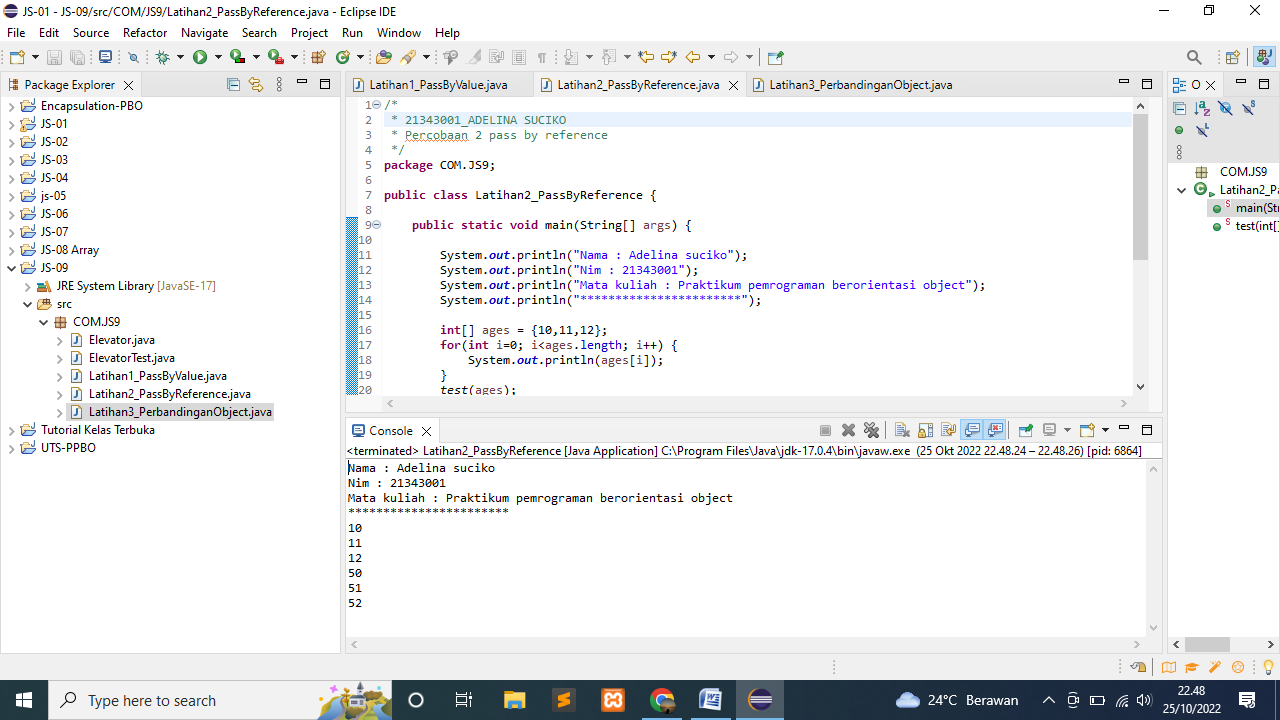 JS-01 - JS-09/src/COM/JS9/Latihan2_PassByReference.java - Eclipse IDE
File Edit Source Refactor Navigate Search Project Run Window Help
Package Explorer
Encapsulation-PBO
JS-01
JS-02
JS-03
JS-04
js-05
JS-06
JS-07
JS-08 Array
JS-09
JRE System Library [JavaSE-17]
src
COM.JS9
Elevator.java
ElevatorTest.java
Latihan1_PassByValue.java
Latihan2_PassByReference.java
Latihan3_PerbandinganObject.java
Tutorial Kelas Terbuka
UTS-PPBO
Latihan1_PassByValue.java Latihan2_PassByReference.java Latihan3_PerbandinganObject.java
1 /*
2 * 21343001_ADELINA SUCIKO
3 * Percobaan 2 pass by reference
4 */
5 package COM.JS9;
6
7 public class Latihan2_PassByReference {
8
9 public static void main(String[] args) {
10
11 System.out.println("Nama : Adelina suciko");
12 System.out.println("Nim : 21343001");
13 System.out.println("Mata kuliah : Praktikum pemrograman berorientasi object");
14 System.out.println("***********************");
15
16 int[] ages = {10,11,12};
17 for(int i=0; i<ages.length; i++) {
18 System.out.println(ages[i]);
19 }
20 test(ages);
Console
<terminated> Latihan2_PassByReference [Java Application] C:\Program Files\Java\jdk-17.0.4\bin\javaw.exe (25 Okt 2022 22.48.24 – 22.48.26) [pid: 6864]
Nama : Adelina suciko
Nim : 21343001
Mata kuliah : Praktikum pemrograman berorientasi object
***********************
10
11
12
50
51
52
O
COM.JS9
Latihan2_Pa
main(Str
test(int[]
Type here to search
24°C Berawan
22.48
25/10/2022